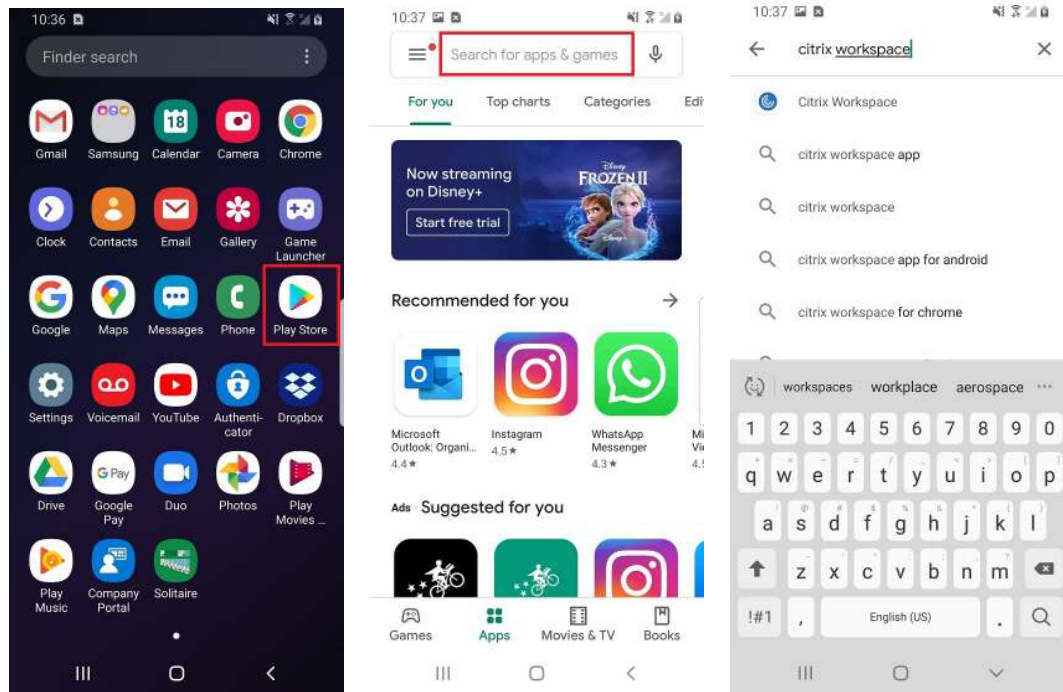 10:36
Finder search
Gmail Samsung Calendar Camera Chrome
18
Clock Contacts Email Gallery Game
Launcher
Google Maps Messages Phone Play Store
Settings Voicemail YouTube Authenti- Dropbox
cator
G Pay
Drive Google Duo Photos Play
Pay Movies ...
Play Company Solitaire
Music Portal
10:37
Search for apps & games
For you Top charts Categories Edi
Now streaming
on Disney+
Start free trial
Disney
FROZEN II
Disney+
Recommended for you
Microsoft Instagram WhatsApp Mi
Outlook: Organi... Messenger Vi
4.4★ 4.5★ 4.3★ 4.
Ads · Suggested for you
Games Apps Movies & TV Books
10:37
citrix workspace
Citrix Workspace
citrix workspace app
citrix workspace
citrix workspace app for android
citrix workspace for chrome
workspaces workplace aerospace ...
1 2 3 4 5 6 7 8 9 0
q w e r t y u i o p
a s d f g h j k l
z x c v b n m
!#1 , English (US) .